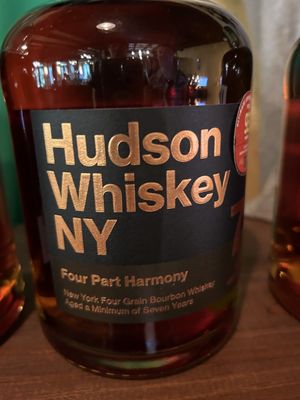 Hudson
Whiskey
NY
Four Part Harmony
New York Four Grain Bourbon Whiskey
Aged a Minimum of Seven Years